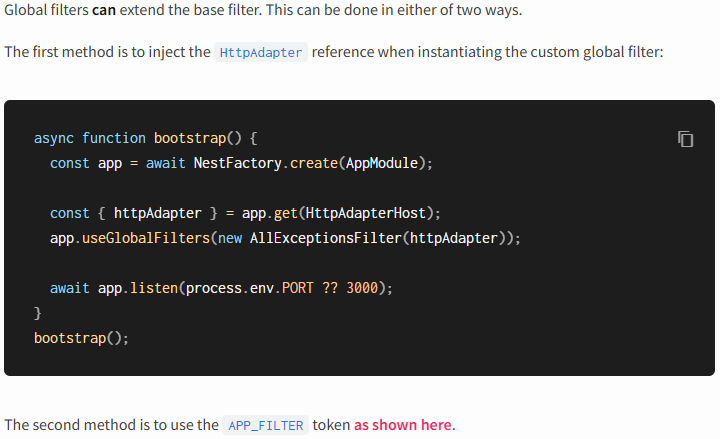 Global filters can extend the base filter. This can be done in either of two ways.
The first method is to inject the HttpAdapter reference when instantiating the custom global filter:
async function bootstrap() {
  const app = await NestFactory.create(AppModule);

  const { httpAdapter } = app.get(HttpAdapterHost);
  app.useGlobalFilters(new AllExceptionsFilter(httpAdapter));

  await app.listen(process.env.PORT ?? 3000);
}
bootstrap();
The second method is to use the APP_FILTER token as shown here.